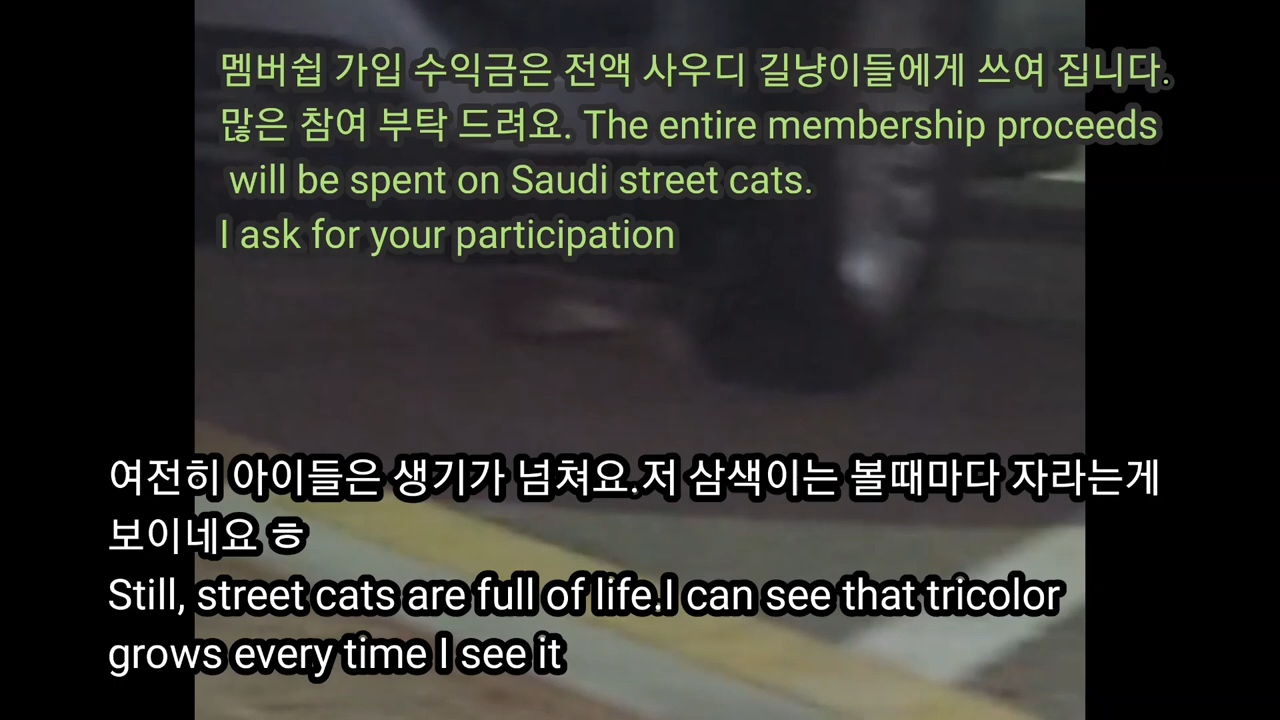 멤버쉽 가입 수익금은 전액 사우디 길냥이들에게 쓰여 집니다.
많은 참여 부탁 드려요. The entire membership proceeds
will be spent on Saudi street cats.
I ask for your participation
여전히 아이들은 생기가 넘쳐요.저 삼색이는 볼때마다 자라는게
보이네요 ㅎ
Still, street cats are full of life.I can see that tricolor
grows every time I see it